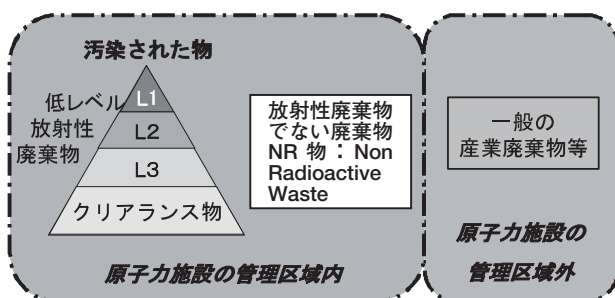 汚染された物
低レベル
放射性
廃棄物
L1
L2
L3
クリアランス物
放射性廃棄物
でない廃棄物
NR 物：Non
Radioactive
Waste
原子力施設の管理区域内
一般の
産業廃棄物等
原子力施設の
管理区域外